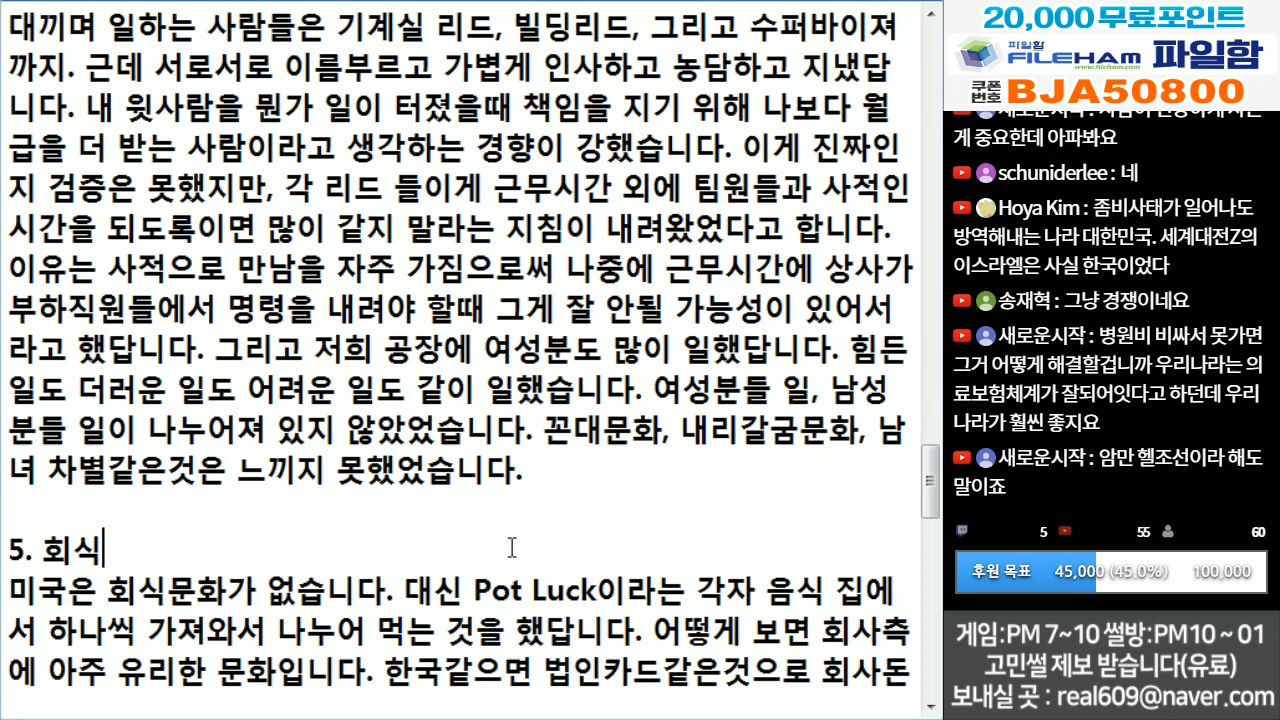 대끼며 일하는 사람들은 기계실 리드, 빌딩리드, 그리고 수퍼바이져
까지. 근데 서로서로 이름부르고 가볍게 인사하고 농담하고 지냈답
니다. 내 윗사람을 뭔가 일이 터졌을때 책임을 지기 위해 나보다 월
급을 더 받는 사람이라고 생각하는 경향이 강했습니다. 이게 진짜인
지 검증은 못했지만, 각 리드 들이게 근무시간 외에 팀원들과 사적인
시간을 되도록이면 많이 같지 말라는 지침이 내려왔었다고 합니다.
이유는 사적으로 만남을 자주 가짐으로써 나중에 근무시간에 상사가
부하직원들에서 명령을 내려야 할때 그게 잘 안될 가능성이 있어서
라고 했답니다. 그리고 저희 공장에 여성분도 많이 일했답니다. 힘든
일도 더러운 일도 어려운 일도 같이 일했습니다. 여성분들 일, 남성
분들 일이 나누어져 있지 않았었습니다. 꼰대문화, 내리갈굼문화, 남
녀 차별같은것은 느끼지 못했었습니다.
5. 회식
미국은 회식문화가 없습니다. 대신 Pot Luck이라는 각자 음식 집에
서 하나씩 가져와서 나누어 먹는 것을 했답니다. 어떻게 보면 회사측
에 아주 유리한 문화입니다. 한국같으면 법인카드같은것으로 회사돈
20,000 무료포인트
파일함
FILEHAM
www.fileham.com
파일함
쿠폰
번호
BJA50800
게 중요한데 아파봐요
schuniderlee : 네
Hoya Kim : 좀비사태가 일어나도
방역해내는 나라 대한민국. 세계대전Z의
이스라엘은 사실 한국이었다
송재혁 : 그냥 경쟁이네요
새로운시작 : 병원비 비싸서 못가면
그거 어떻게 해결할겁니까 우리나라는 의
료보험체계가 잘되어잇다고 하던데 우리
나라가 훨씬 좋지요
새로운시작 : 암만 헬조선이라 해도
말이죠
5 55 60
후원 목표 45,000 (45.0%) 100,000
게임:PM 7~10 썰방:PM10 ~ 01
고민썰 제보 받습니다(유료)
보내실 곳 : real609@naver.com